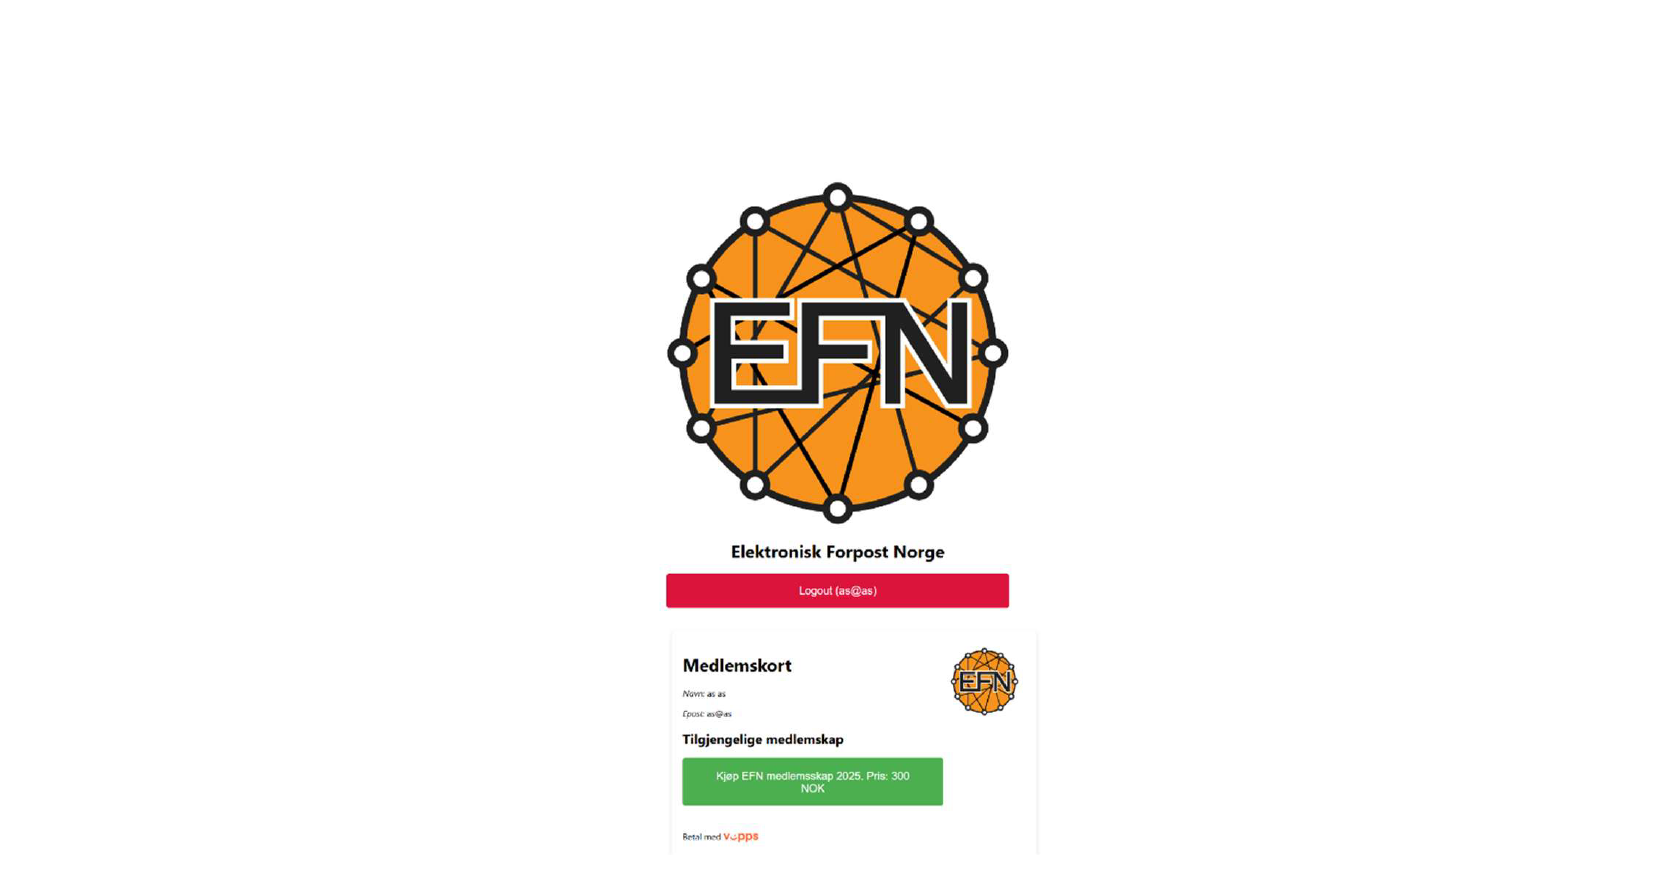 EFN
Elektronisk Forpost Norge
Logout (as@as)
Medlemskort
EFN
Navn: as as
Epost: as@as
Tilgjengelige medlemskap
Kjøp EFN medlemsskap 2025. Pris: 300
NOK
Betal med vipps